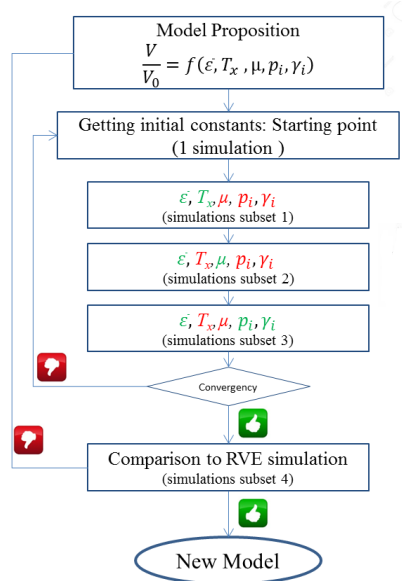 Model Proposition
V/V₀ = f(ε̇, Tₓ, μ, pᵢ, γᵢ)
Getting initial constants: Starting point
(1 simulation )
ε̇, Tₓ, μ, pᵢ, γᵢ
(simulations subset 1)
ε̇, Tₓ, μ, pᵢ, γᵢ
(simulations subset 2)
ε̇, Tₓ, μ, pᵢ, γᵢ
(simulations subset 3)
Convergency
Comparison to RVE simulation
(simulations subset 4)
New Model